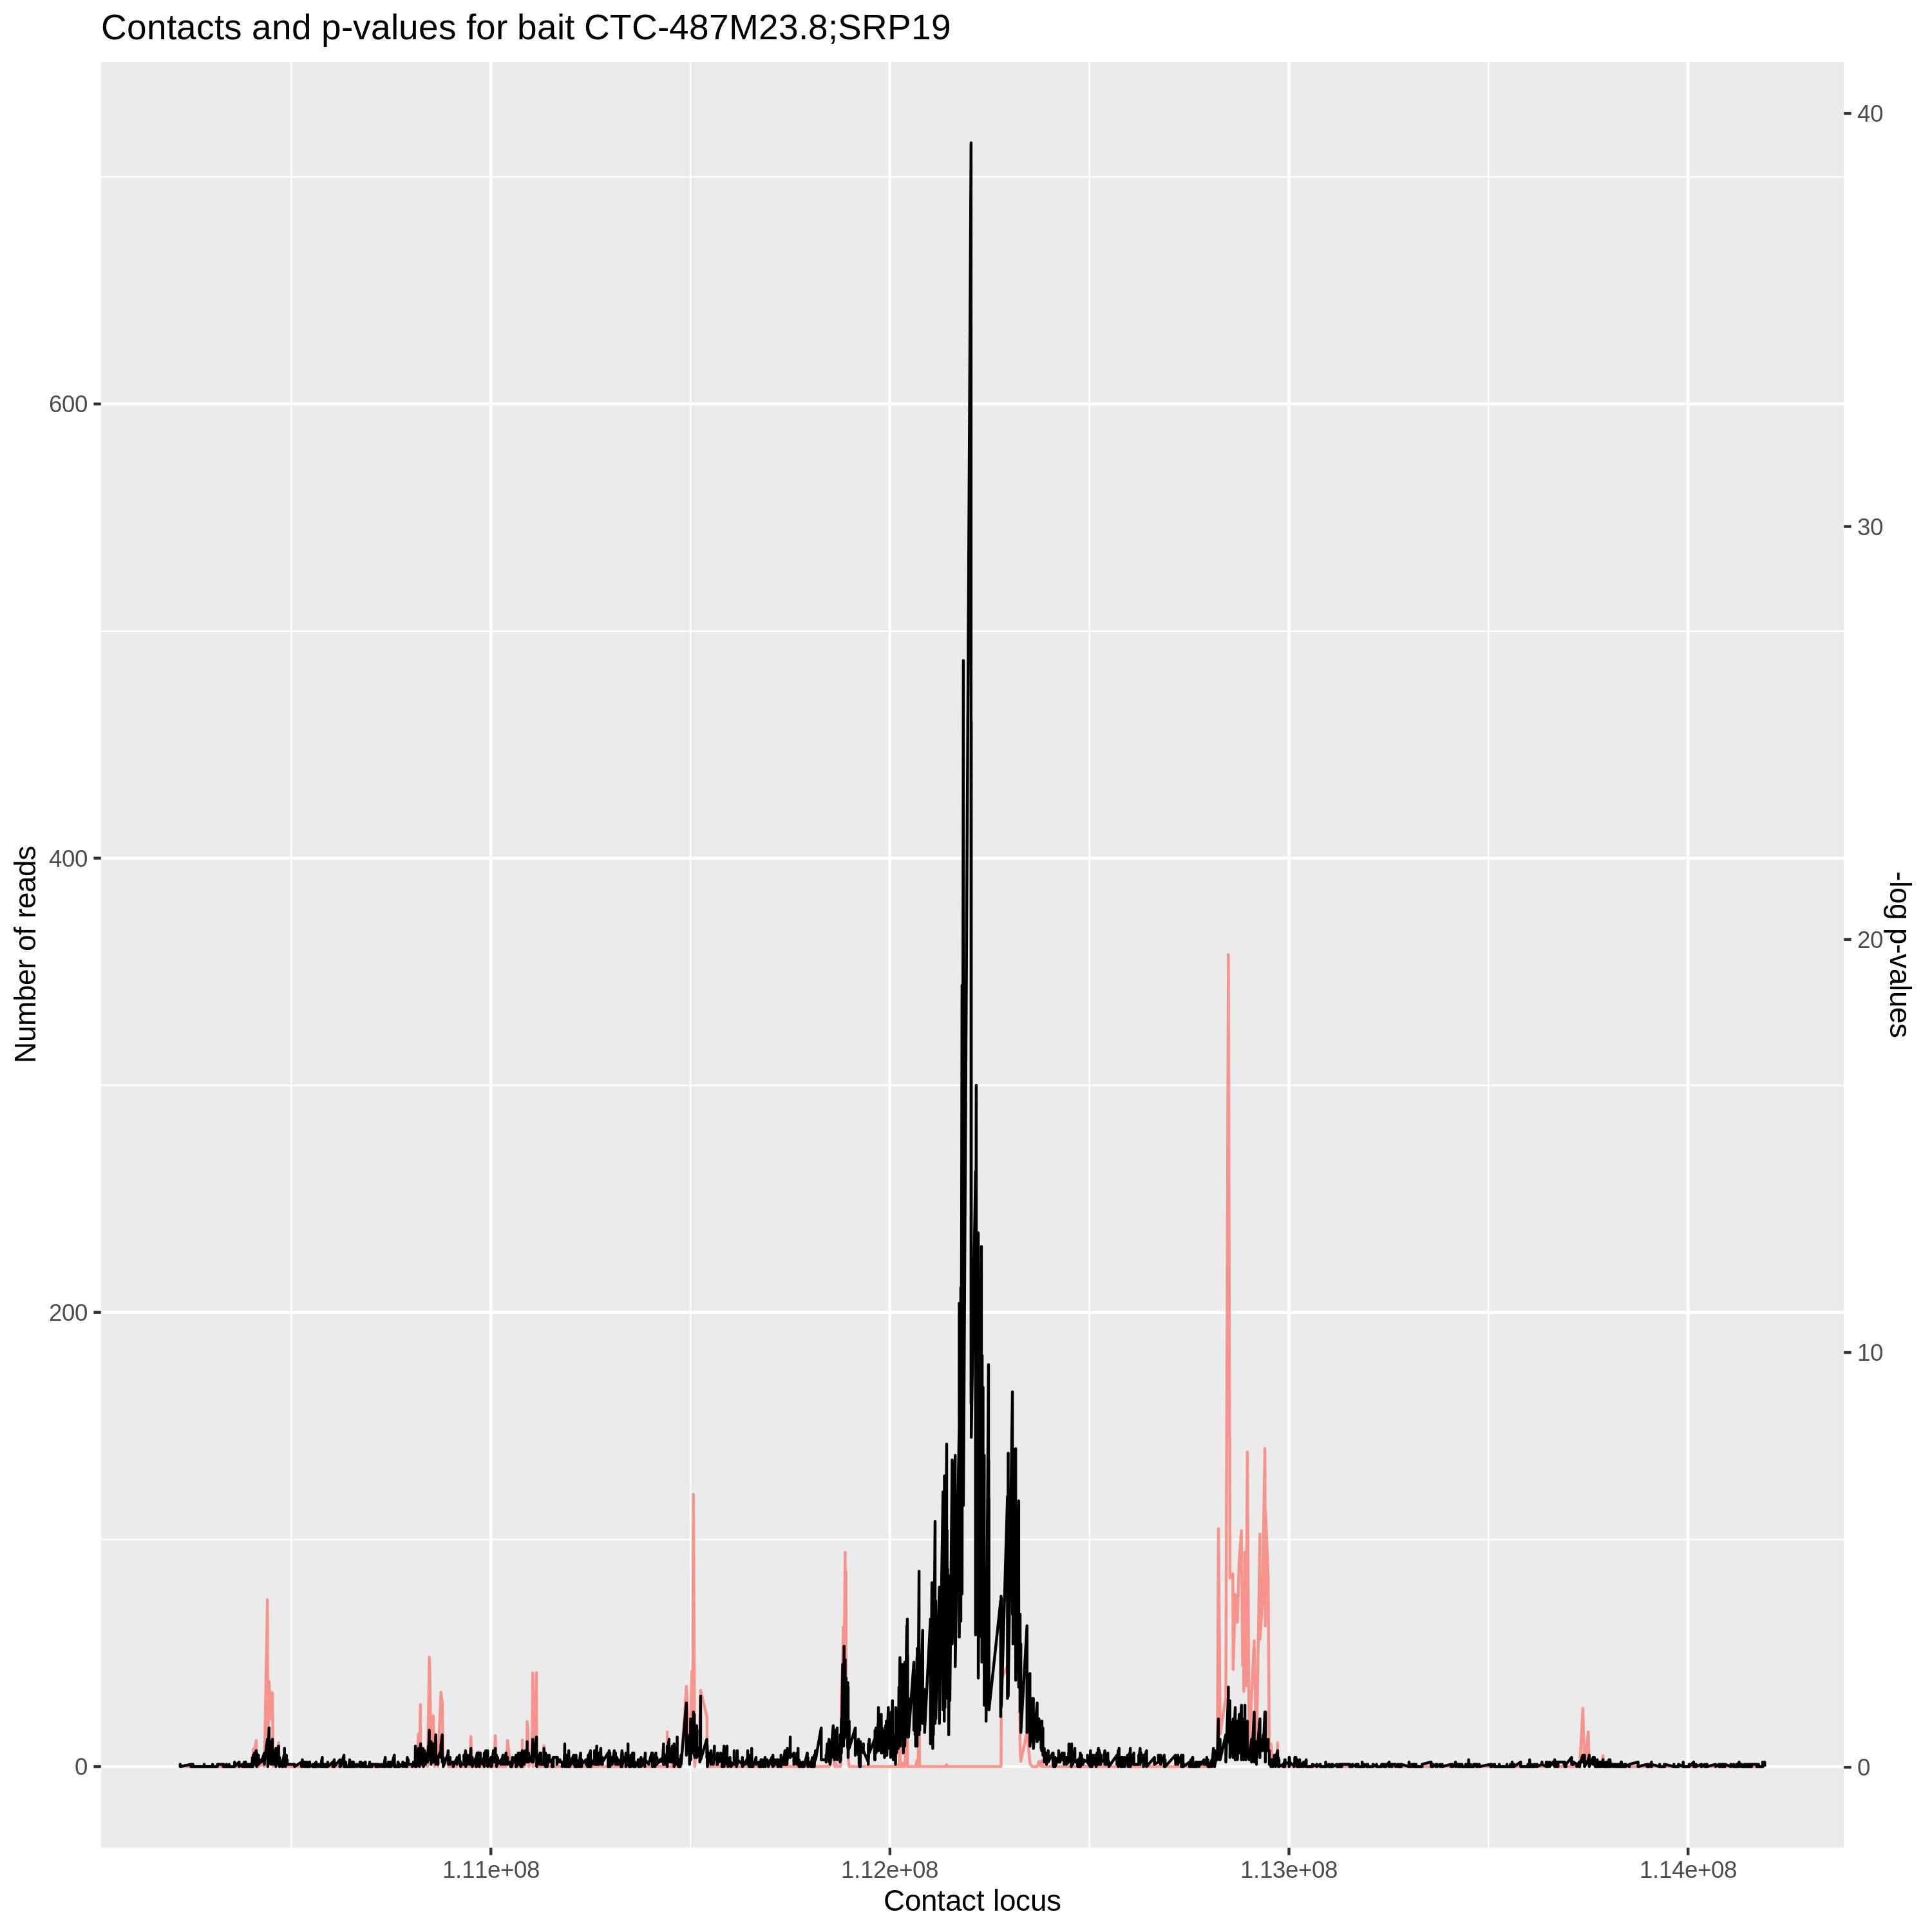 Contacts and p-values for bait CTC-487M23.8;SRP19
40
600
30
400
20
200
10
0
0
Number of reads
-log p-values
1.11e+08
1.12e+08
1.13e+08
1.14e+08
Contact locus